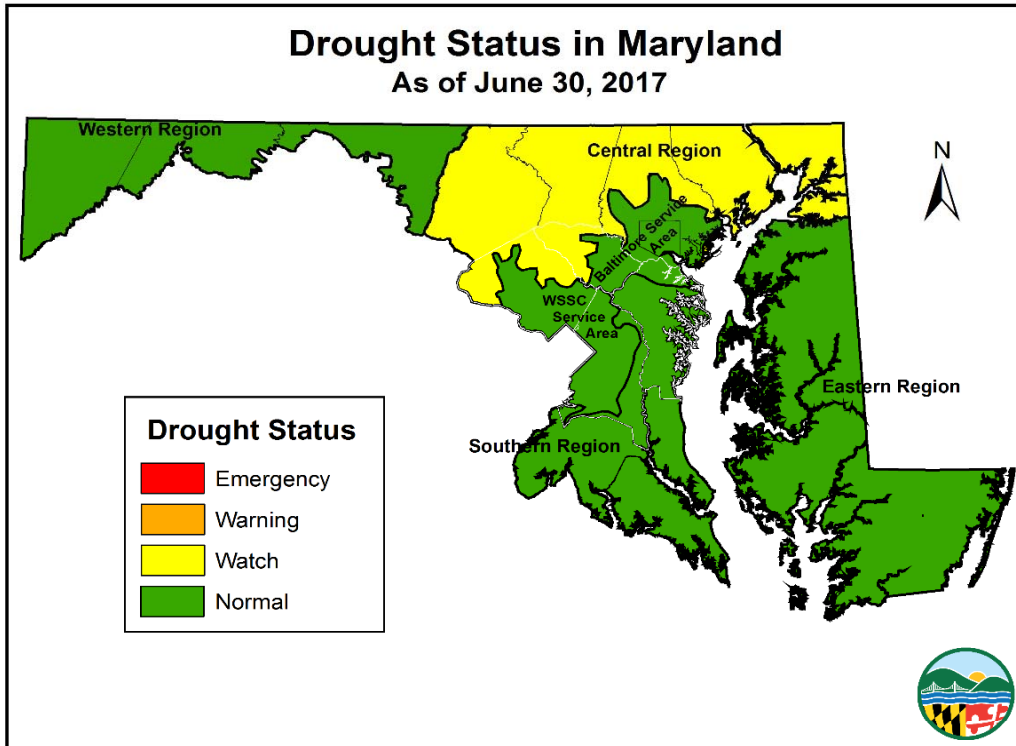 Drought Status in Maryland
As of June 30, 2017
Western Region
Central Region
N
Baltimore Service
Area
WSSC
Service
Area
Eastern Region
Southern Region
Drought Status
Emergency
Warning
Watch
Normal